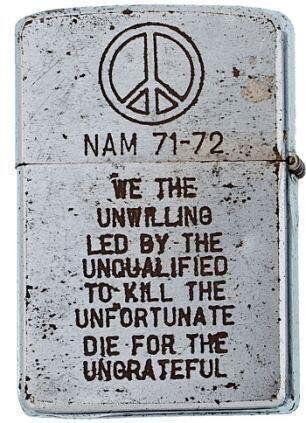 NAM 71-72
WE THE
UNWILLING
LED BY THE
UNQUALIFIED
TO KILL THE
UNFORTUNATE
DIE FOR THE
UNGRATEFUL